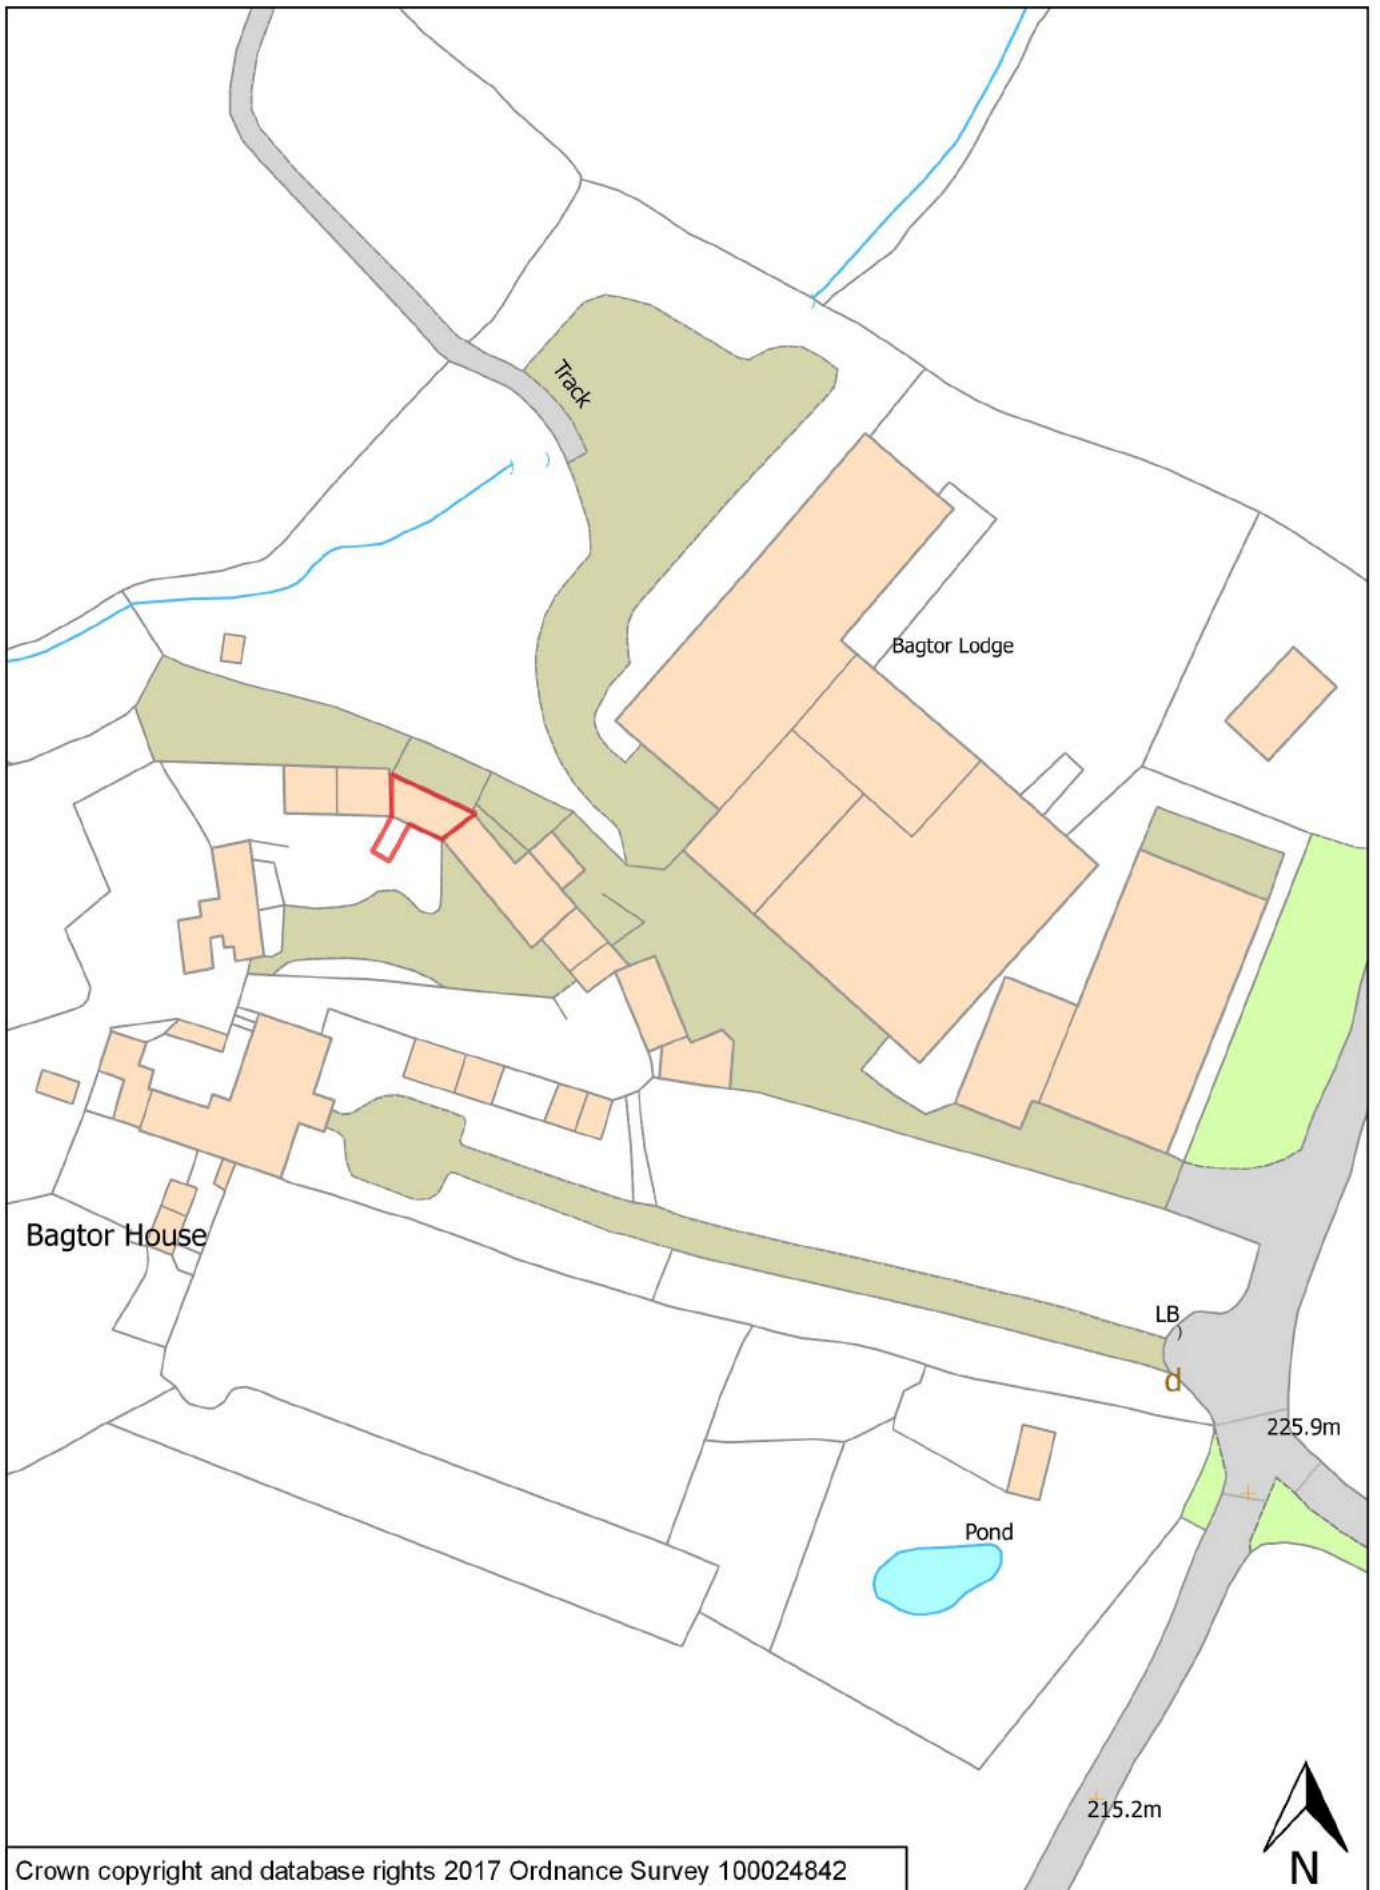 Track
Bagtor Lodge
Bagtor House
LB
d
225.9m
Pond
215.2m
N
Crown copyright and database rights 2017 Ordnance Survey 100024842